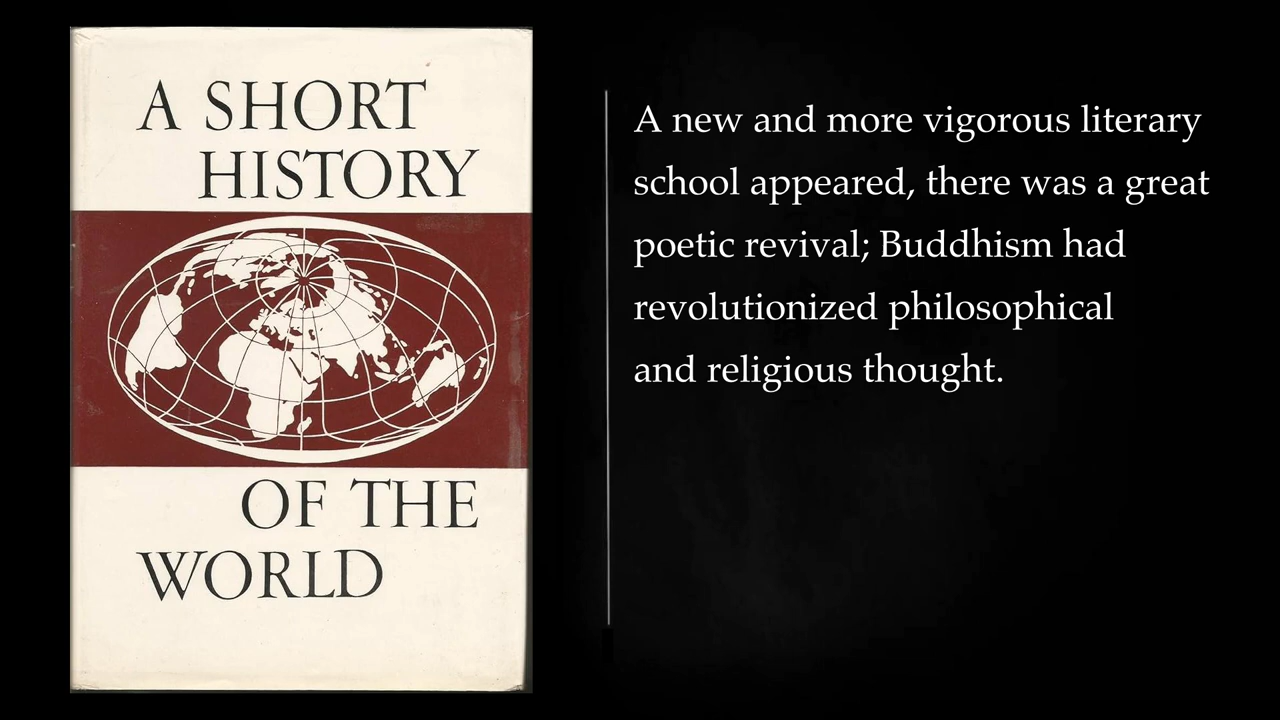 A SHORT
HISTORY
OF THE
WORLD
A new and more vigorous literary
school appeared, there was a great
poetic revival; Buddhism had
revolutionized philosophical
and religious thought.